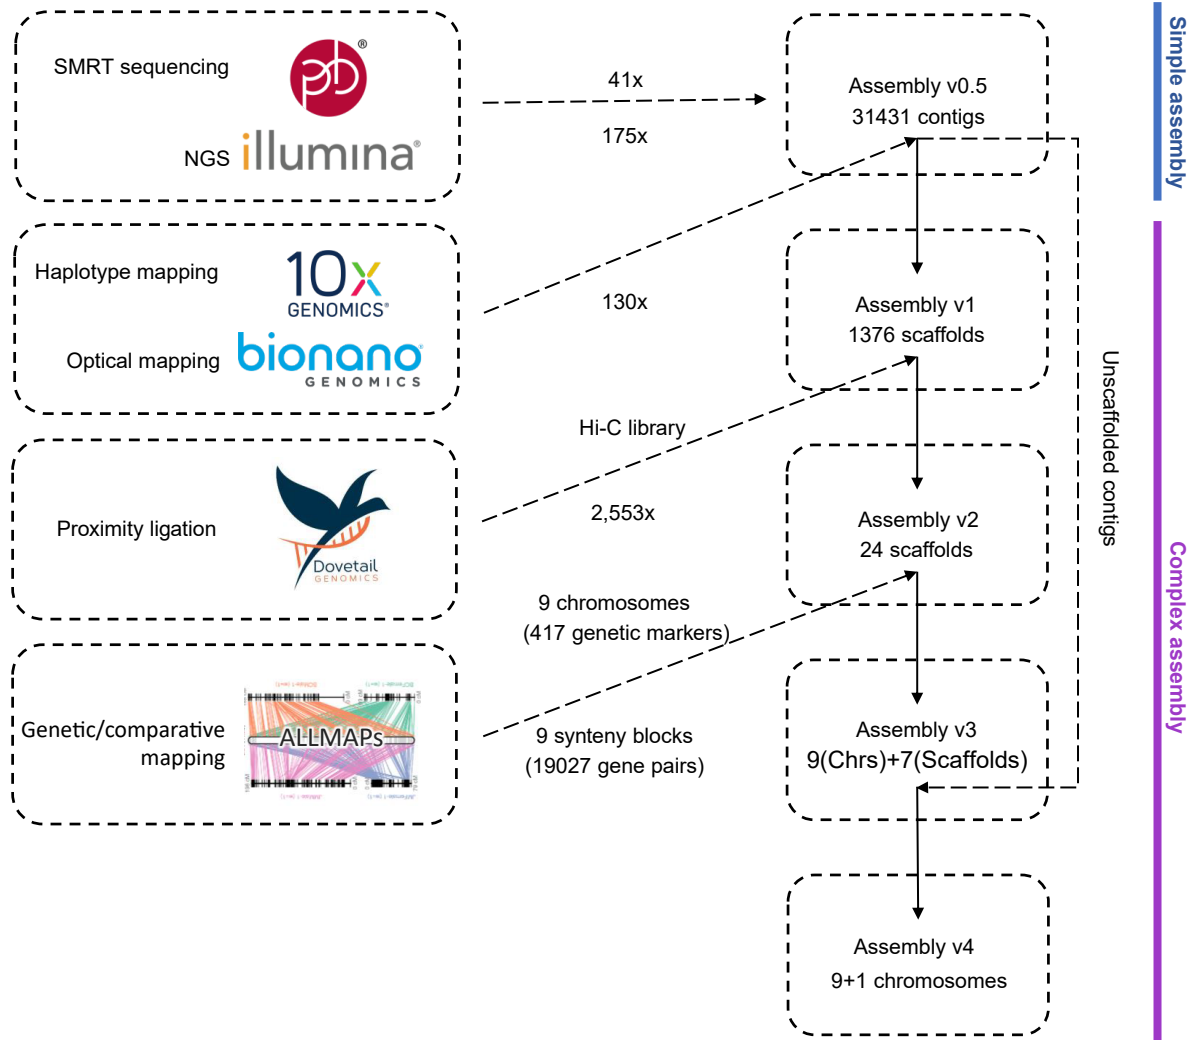 SMRT sequencing
pb®
NGS
illumina®
41x
175x
Assembly v0.5
31431 contigs
Simple assembly
Haplotype mapping
10x
GENOMICS®
Optical mapping
bionano
GENOMICS
130x
Assembly v1
1376 scaffolds
Unscaffolded contigs
Proximity ligation
Dovetail
GENOMICS
Hi-C library
2,553x
Assembly v2
24 scaffolds
Complex assembly
Genetic/comparative
mapping
ALLMAPs
9 chromosomes
(417 genetic markers)
9 synteny blocks
(19027 gene pairs)
Assembly v3
9(Chrs)+7(Scaffolds)
Assembly v4
9+1 chromosomes